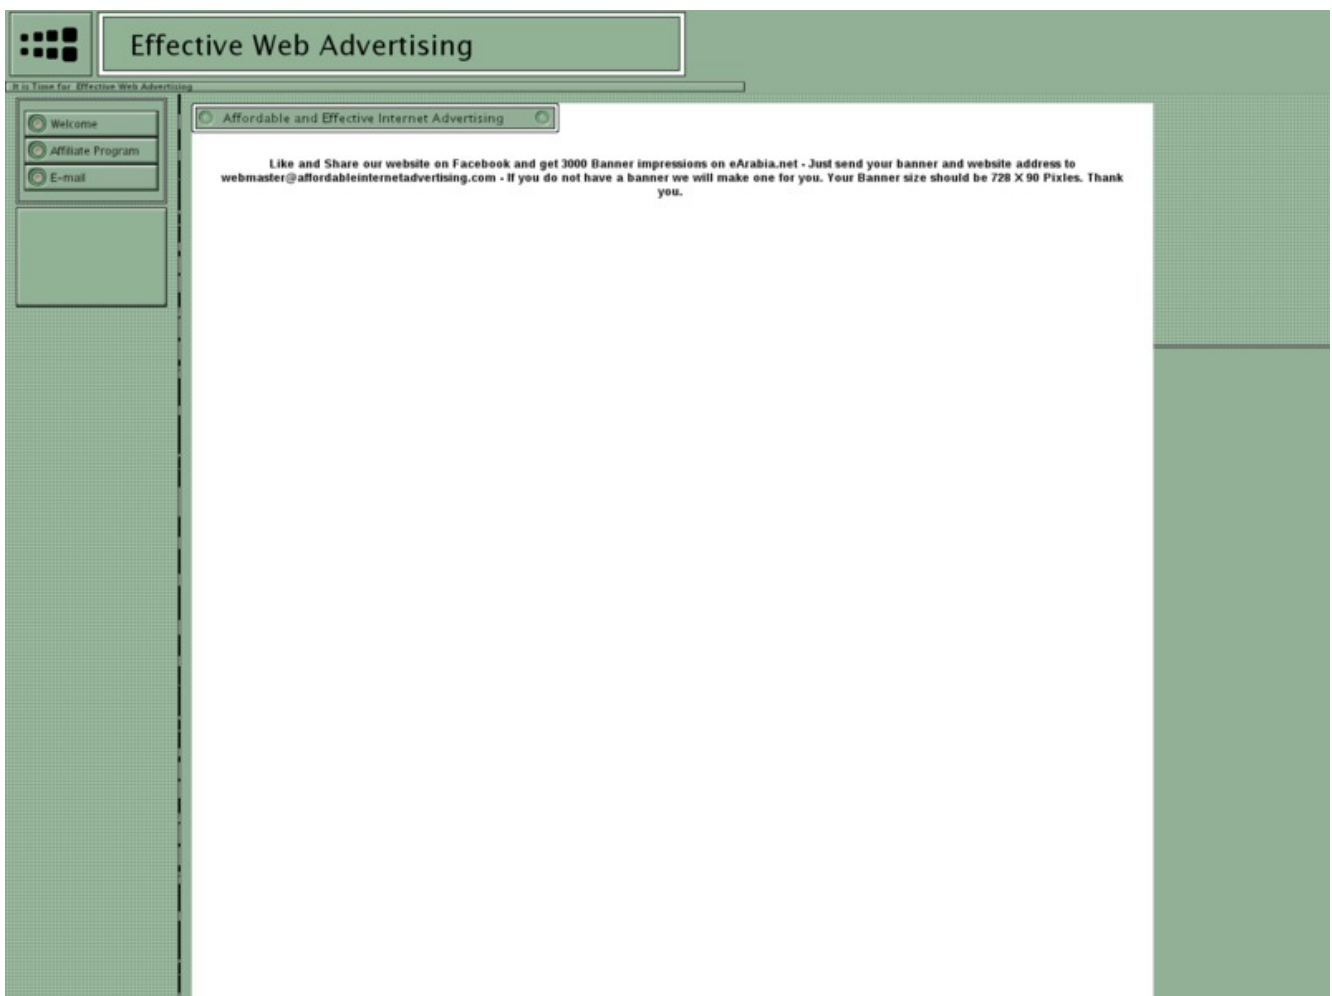 Effective Web Advertising
It is Time for Effective Web Advertising
Welcome
Affiliate Program
E-mail
Affordable and Effective Internet Advertising
Like and Share our website on Facebook and get 3000 Banner impressions on eArabia.net - Just send your banner and website address to
webmaster@affordableinternetadvertising.com - If you do not have a banner we will make one for you. Your Banner size should be 728 X 90 Pixles. Thank
you.